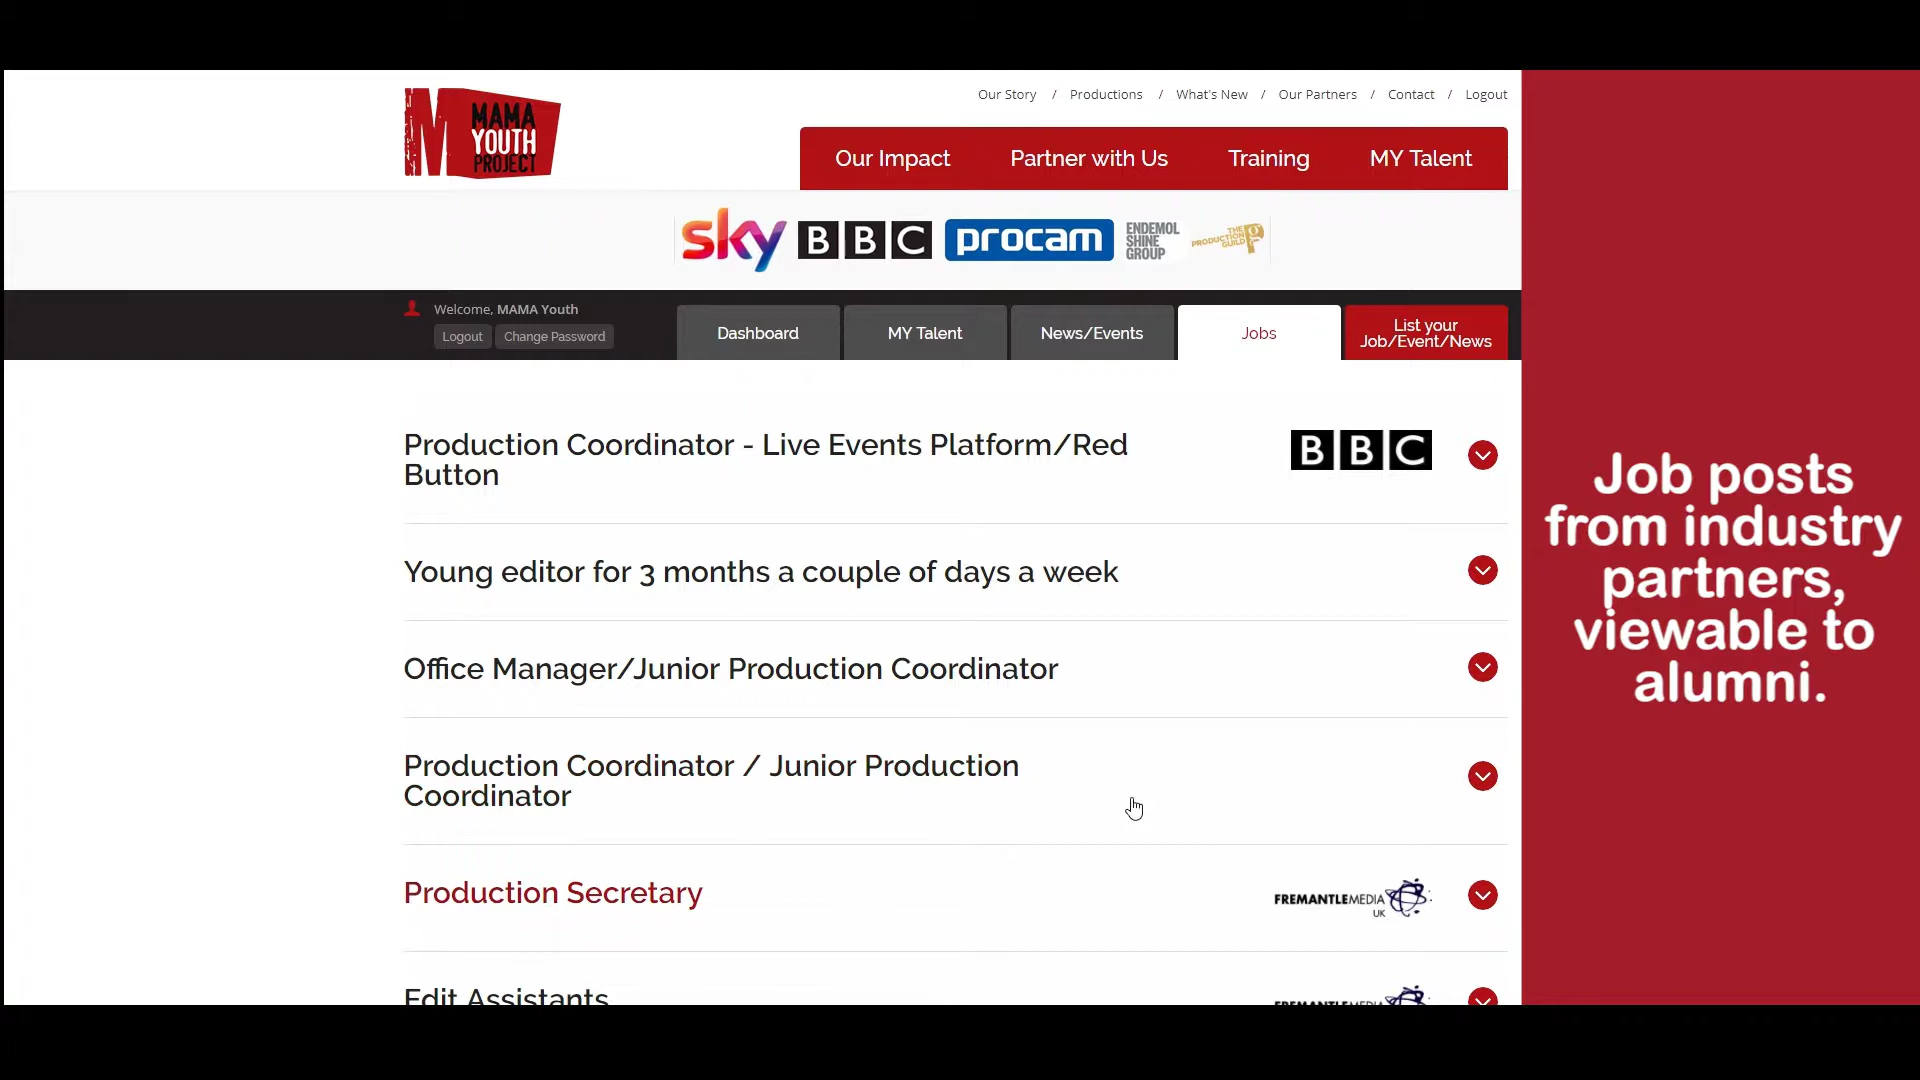 MAMA
YOUTH
PROJECT
Our Story / Productions / What's New / Our Partners / Contact / Logout
Our Impact Partner with Us Training MY Talent
sky BBC procam ENDEMOL SHINE GROUP THE PRODUCTION GUILD
Welcome, MAMA Youth
Logout Change Password
Dashboard MY Talent News/Events Jobs List your Job/Event/News
Production Coordinator - Live Events Platform/Red
Button
BBC
Young editor for 3 months a couple of days a week
Office Manager/Junior Production Coordinator
Production Coordinator / Junior Production
Coordinator
Production Secretary
FREMANTLEMEDIA
UK
Edit Assistants
FREMANTLEMEDIA
Job posts
from industry
partners,
viewable to
alumni.